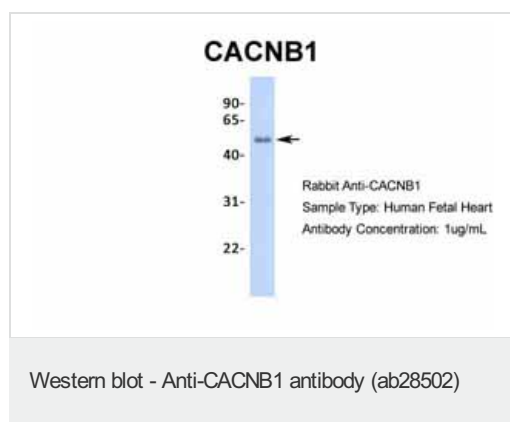 CACNB1
90-
65-
40-
31-
22-
Rabbit Anti-CACNB1
Sample Type: Human Fetal Heart
Antibody Concentration: 1ug/mL
Western blot - Anti-CACNB1 antibody (ab28502)